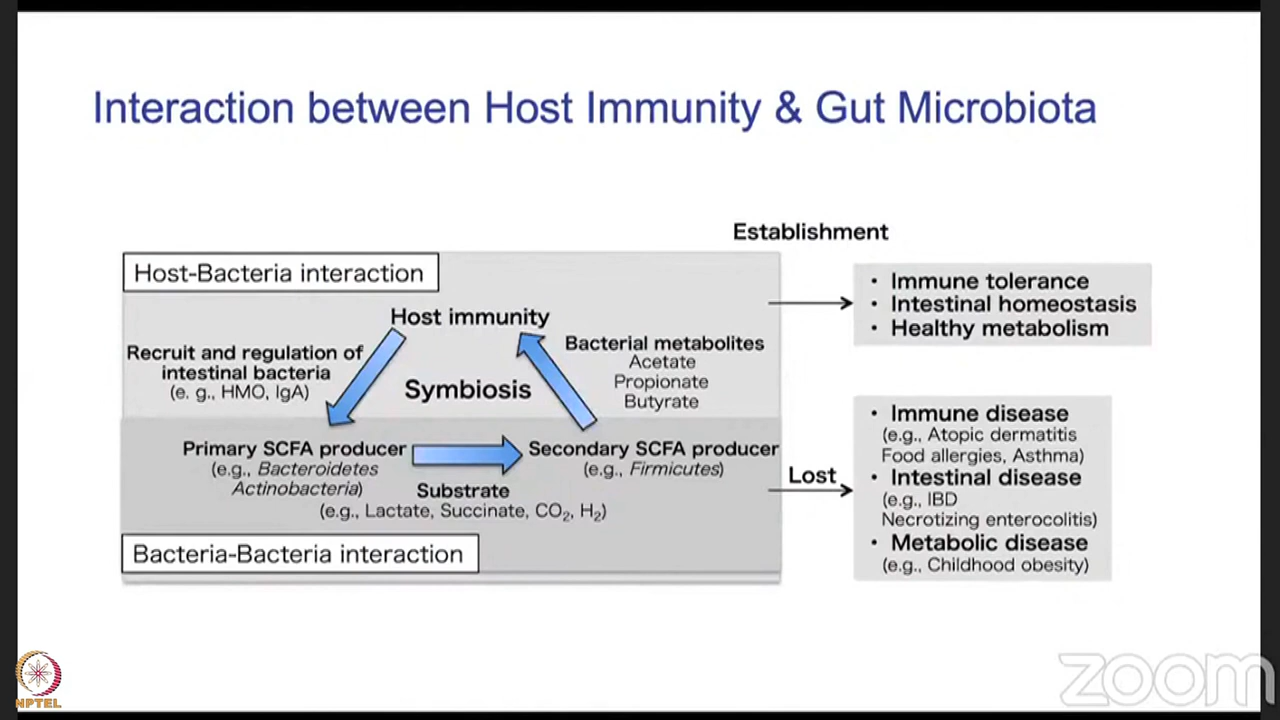 Interaction between Host Immunity & Gut Microbiota
Establishment
Host-Bacteria interaction
Host immunity
Recruit and regulation of
intestinal bacteria
(e. g., HMO, IgA)
Symbiosis
Bacterial metabolites
Acetate
Propionate
Butyrate
Primary SCFA producer
(e.g., Bacteroidetes
Actinobacteria)
Substrate
(e.g., Lactate, Succinate, CO₂, H₂)
Secondary SCFA producer
(e.g., Firmicutes)
Bacteria-Bacteria interaction
• Immune tolerance
• Intestinal homeostasis
• Healthy metabolism
Lost
• Immune disease
(e.g., Atopic dermatitis
Food allergies, Asthma)
• Intestinal disease
(e.g., IBD
Necrotizing enterocolitis)
• Metabolic disease
(e.g., Childhood obesity)
NPTEL
zoom